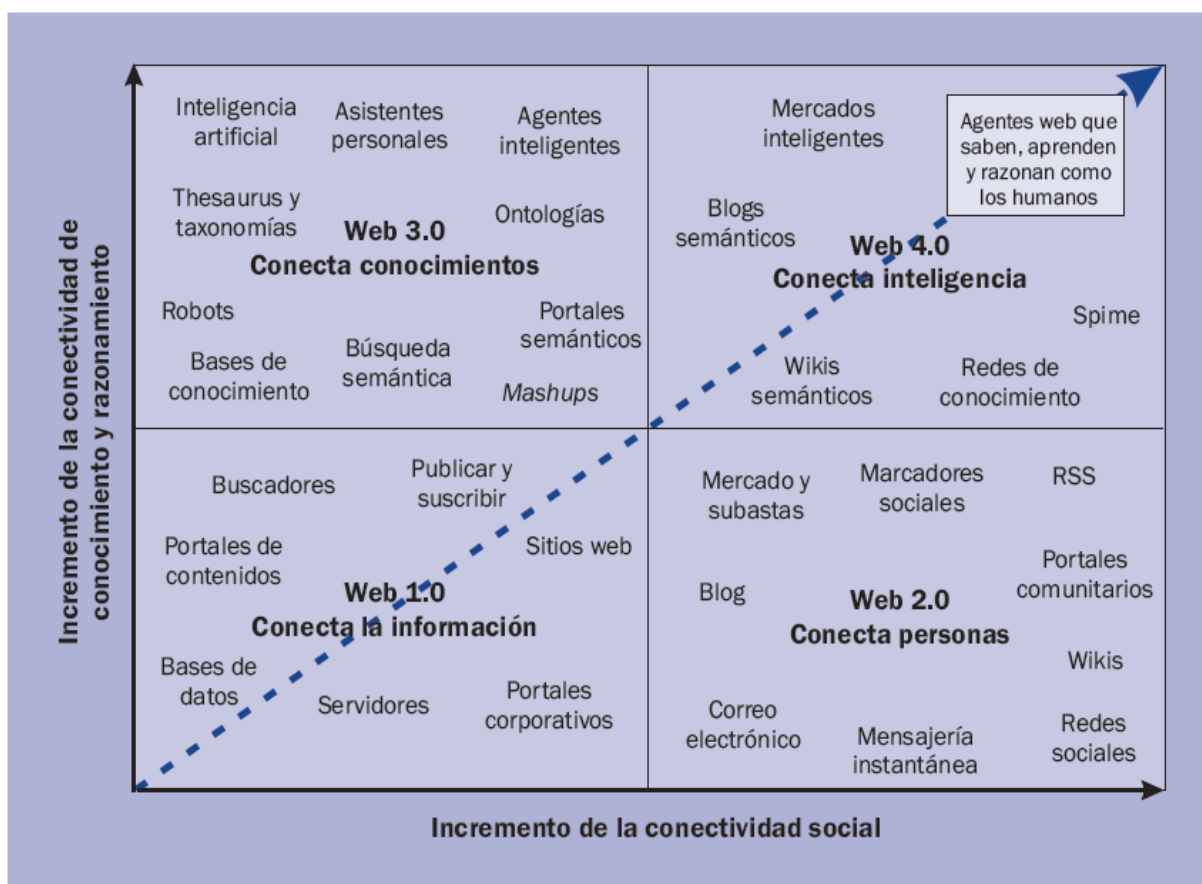 Incremento de la conectividad de
conocimiento y razonamiento
Inteligencia
artificial
Asistentes
personales
Agentes
inteligentes
Thesaurus y
taxonomías
Ontologías
Web 3.0
Conecta conocimientos
Robots
Portales
semánticos
Bases de
conocimiento
Búsqueda
semántica
Mashups
Mercados
inteligentes
Agentes web que
saben, aprenden
y razonan como
los humanos
Blogs
semánticos
Web 4.0
Conecta inteligencia
Spime
Wikis
semánticos
Redes de
conocimiento
Buscadores
Publicar y
suscribir
Portales de
contenidos
Sitios web
Web 1.0
Conecta la información
Bases de
datos
Servidores
Portales
corporativos
Mercado y
subastas
Marcadores
sociales
RSS
Blog
Portales
comunitarios
Web 2.0
Conecta personas
Wikis
Correo
electrónico
Mensajería
instantánea
Redes
sociales
Incremento de la conectividad social